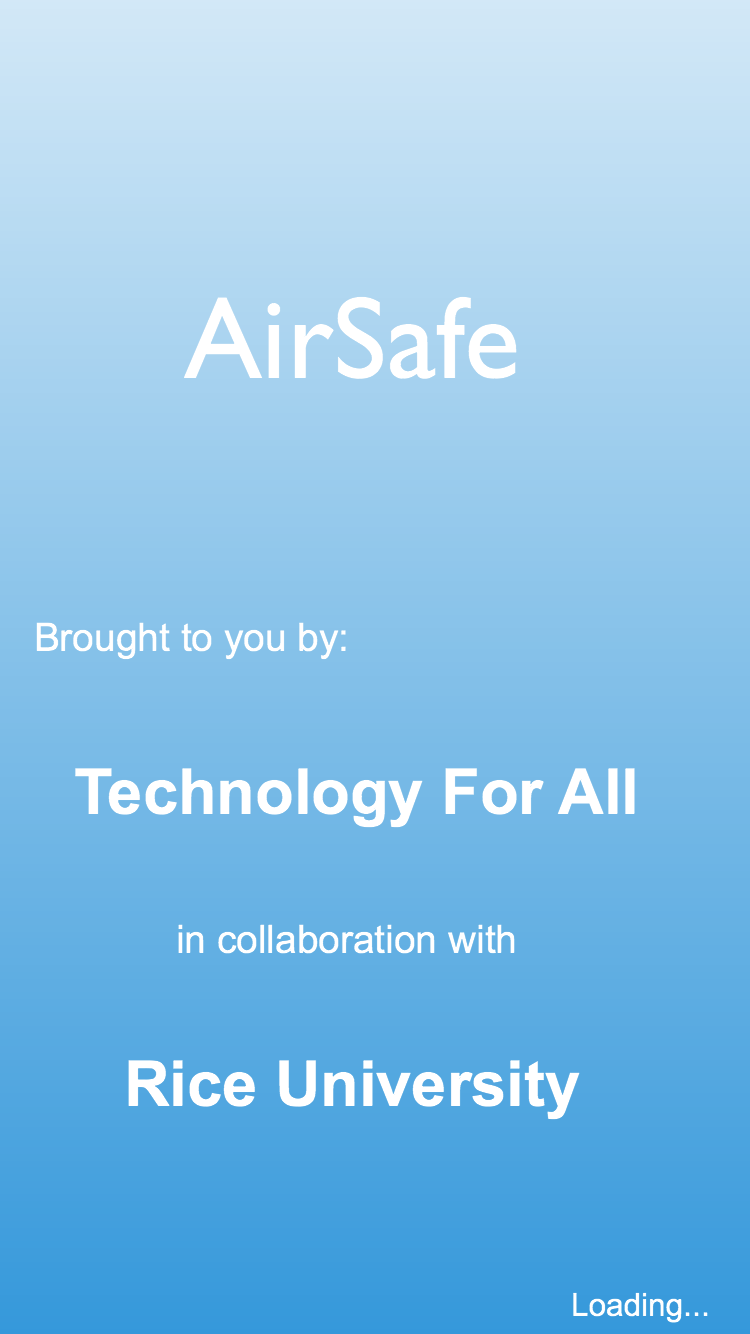 AirSafe
Brought to you by:
Technology For All
in collaboration with
Rice University
Loading...